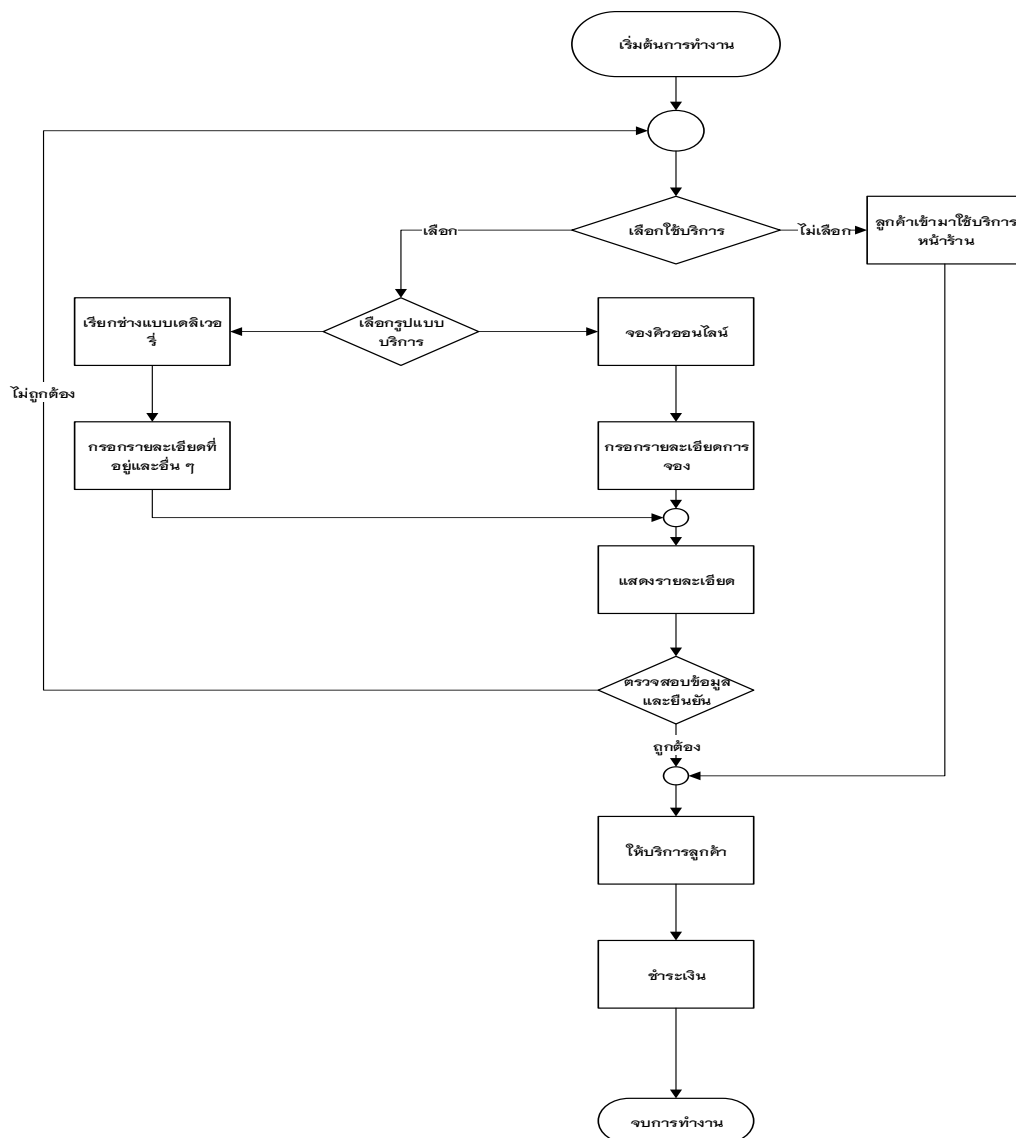 เริ่มต้นการทำงาน
เลือก
เลือกใช้บริการ
ไม่เลือก
ลูกค้าเข้ามาใช้บริการ
หน้าร้าน
เรียกช่างแบบเดลิเวอ
รี่
เลือกรูปแบบ
บริการ
จองคิวออนไลน์
ไม่ถูกต้อง
กรอกรายละเอียดที่
อยู่และอื่น ๆ
กรอกรายละเอียดการ
จอง
แสดงรายละเอียด
ตรวจสอบข้อมูล
และยืนยัน
ถูกต้อง
ให้บริการลูกค้า
ชำระเงิน
จบการทำงาน